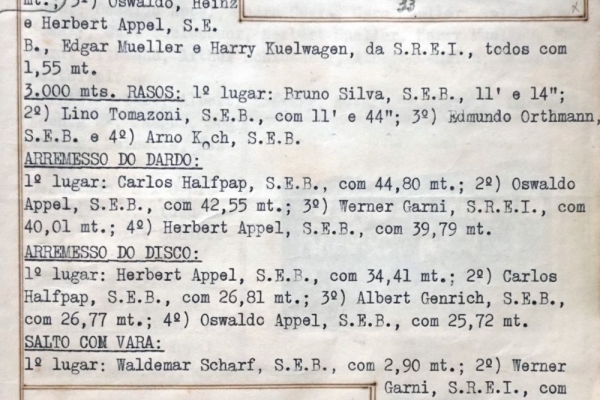 mt.; 3º) Oswaldo, Heinz
33
e Herbert Appel, S.E.
B., Edgar Mueller e Harry Kuelwagen, da S.R.E.I., todos com
1,55 mt.
3.000 mts. RASOS: 1º lugar: Bruno Silva, S.E.B., 11' e 14";
2º) Lino Tomazoni, S.E.B., com 11' e 44"; 3º) Edmundo Orthmann,
S.E.B. e 4º) Arno Koch, S.E.B.
ARREMESSO DO DARDO:
1º lugar: Carlos Halfpap, S.E.B., com 44,80 mt.; 2º) Oswaldo
Appel, S.E.B., com 42,55 mt.; 3º) Werner Garni, S.R.E.I., com
40,01 mt.; 4º) Herbert Appel, S.E.B., com 39,79 mt.
ARREMESSO DO DISCO:
1º lugar: Herbert Appel, S.E.B., com 34,41 mt.; 2º) Carlos
Halfpap, S.E.B., com 26,81 mt.; 3º) Albert Genrich, S.E.B.,
com 26,77 mt.; 4º) Oswaldo Appel, S.E.B., com 25,72 mt.
SALTO COM VARA:
1º lugar: Waldemar Scharf, S.E.B., com 2,90 mt.; 2º) Werner
Garni, S.R.E.I., com